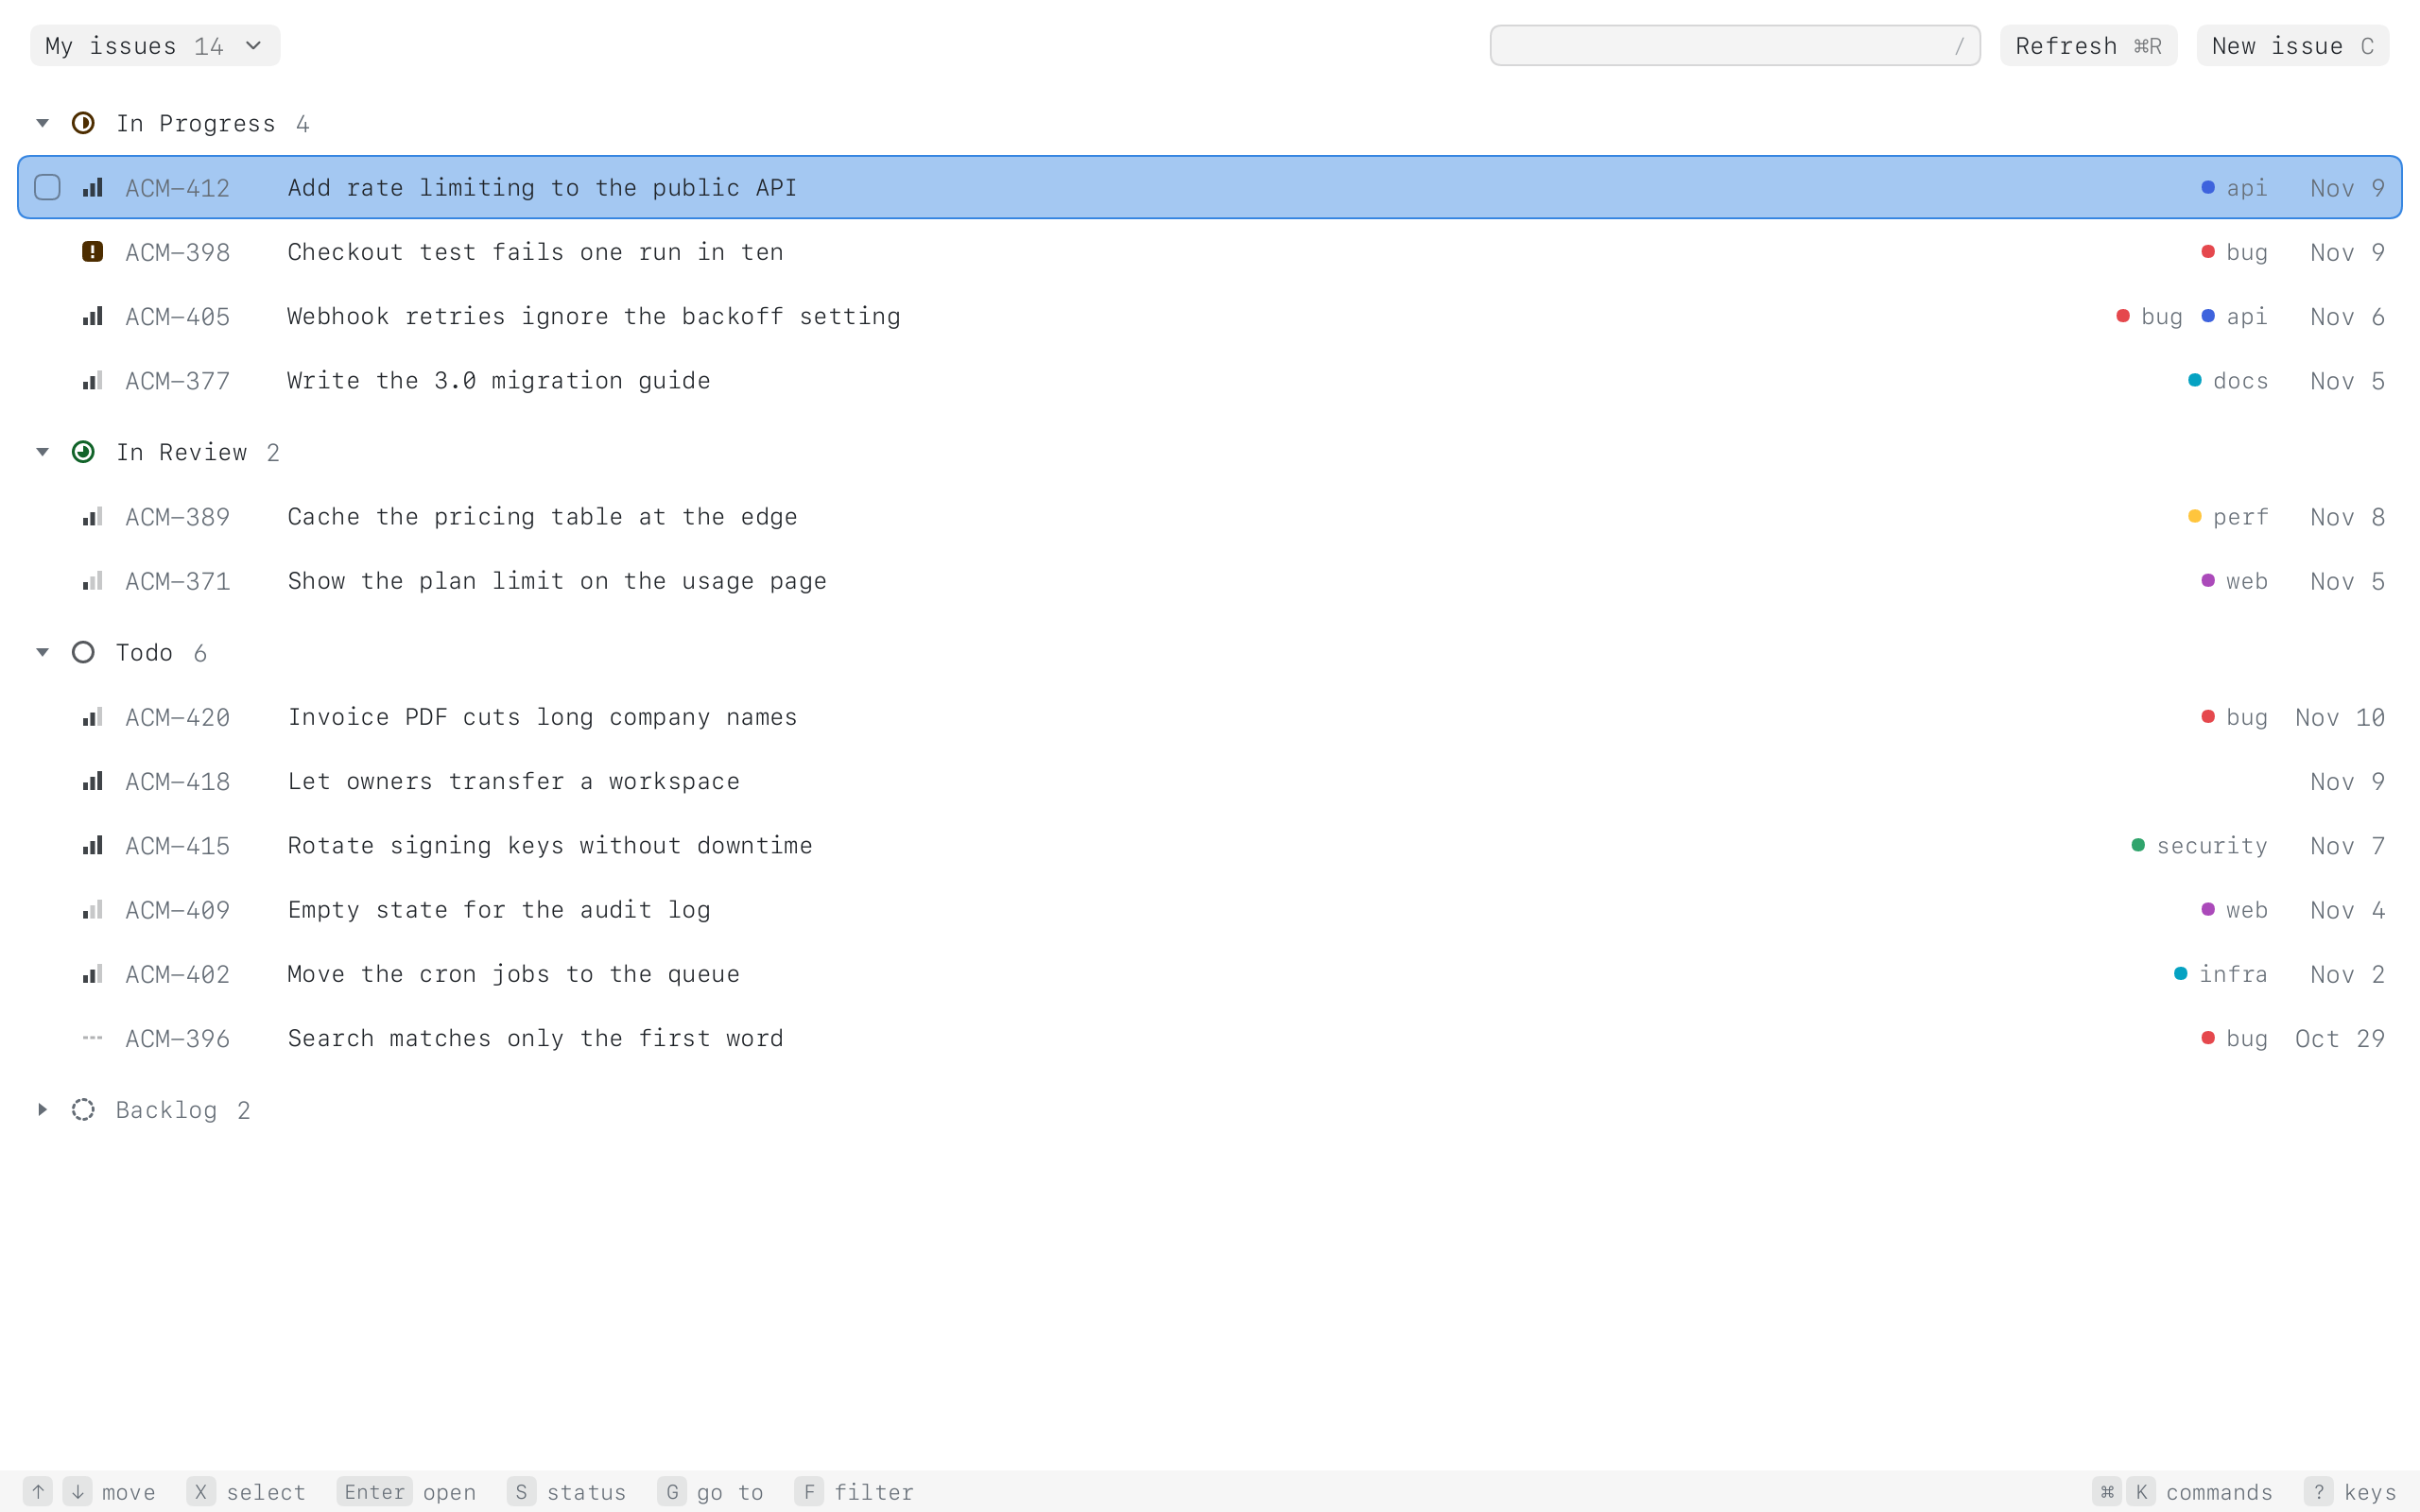 My issues 14 / Refresh ⌘R New issue C
In Progress 4
ACM-412 Add rate limiting to the public API api Nov 9
ACM-398 Checkout test fails one run in ten bug Nov 9
ACM-405 Webhook retries ignore the backoff setting bug api Nov 6
ACM-377 Write the 3.0 migration guide docs Nov 5
In Review 2
ACM-389 Cache the pricing table at the edge perf Nov 8
ACM-371 Show the plan limit on the usage page web Nov 5
Todo 6
ACM-420 Invoice PDF cuts long company names bug Nov 10
ACM-418 Let owners transfer a workspace Nov 9
ACM-415 Rotate signing keys without downtime security Nov 7
ACM-409 Empty state for the audit log web Nov 4
ACM-402 Move the cron jobs to the queue infra Nov 2
ACM-396 Search matches only the first word bug Oct 29
Backlog 2
↑ ↓ move X select Enter open S status G go to F filter ⌘ K commands ? keys